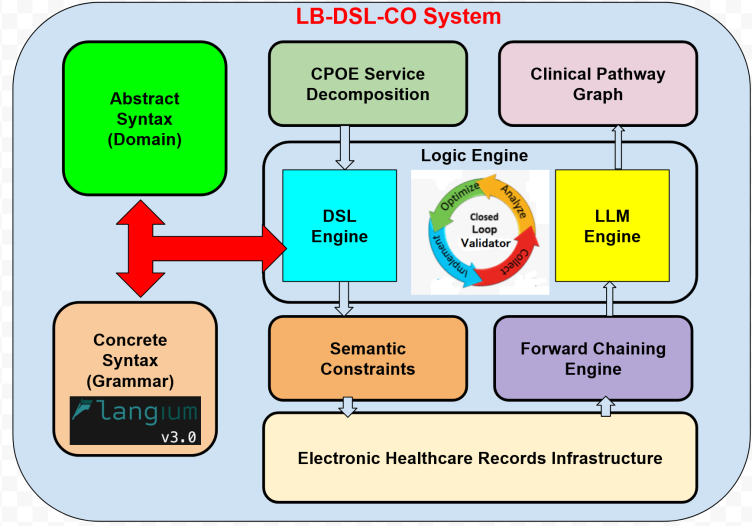 LB-DSL-CO System
Abstract
Syntax
(Domain)
CPOE Service
Decomposition
Clinical Pathway
Graph
Logic Engine
DSL
Engine
Optimize
Analyze
Closed
Loop
Validator
Implement
Collect
LLM
Engine
Concrete
Syntax
(Grammar)
langium
v3.0
Semantic
Constraints
Forward Chaining
Engine
Electronic Healthcare Records Infrastructure